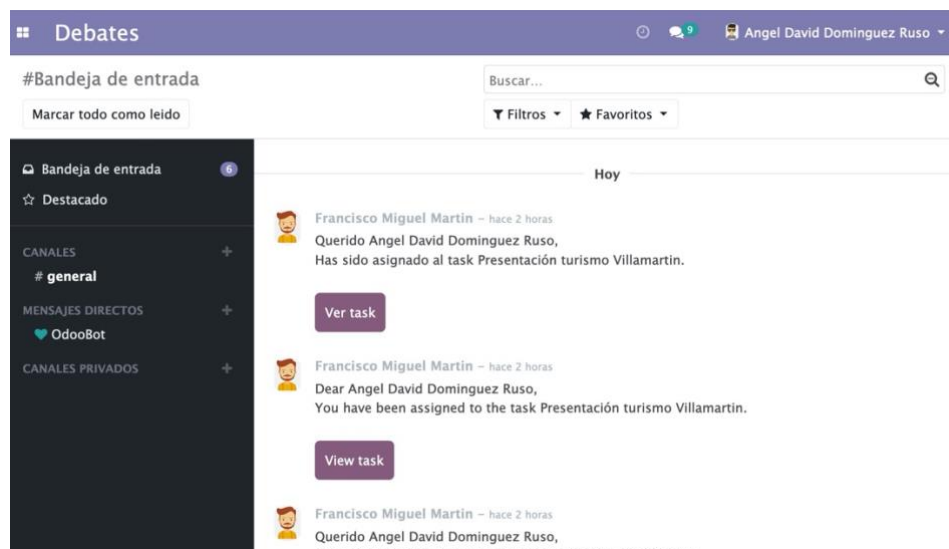 Debates
9
Angel David Dominguez Ruso
#Bandeja de entrada
Buscar...
Marcar todo como leido
Filtros
Favoritos
Bandeja de entrada
6
Destacado
CANALES
# general
MENSAJES DIRECTOS
OdooBot
CANALES PRIVADOS
Hoy
Francisco Miguel Martin – hace 2 horas
Querido Angel David Dominguez Ruso,
Has sido asignado al task Presentación turismo Villamartin.
Ver task
Francisco Miguel Martin – hace 2 horas
Dear Angel David Dominguez Ruso,
You have been assigned to the task Presentación turismo Villamartin.
View task
Francisco Miguel Martin – hace 2 horas
Querido Angel David Dominguez Ruso,